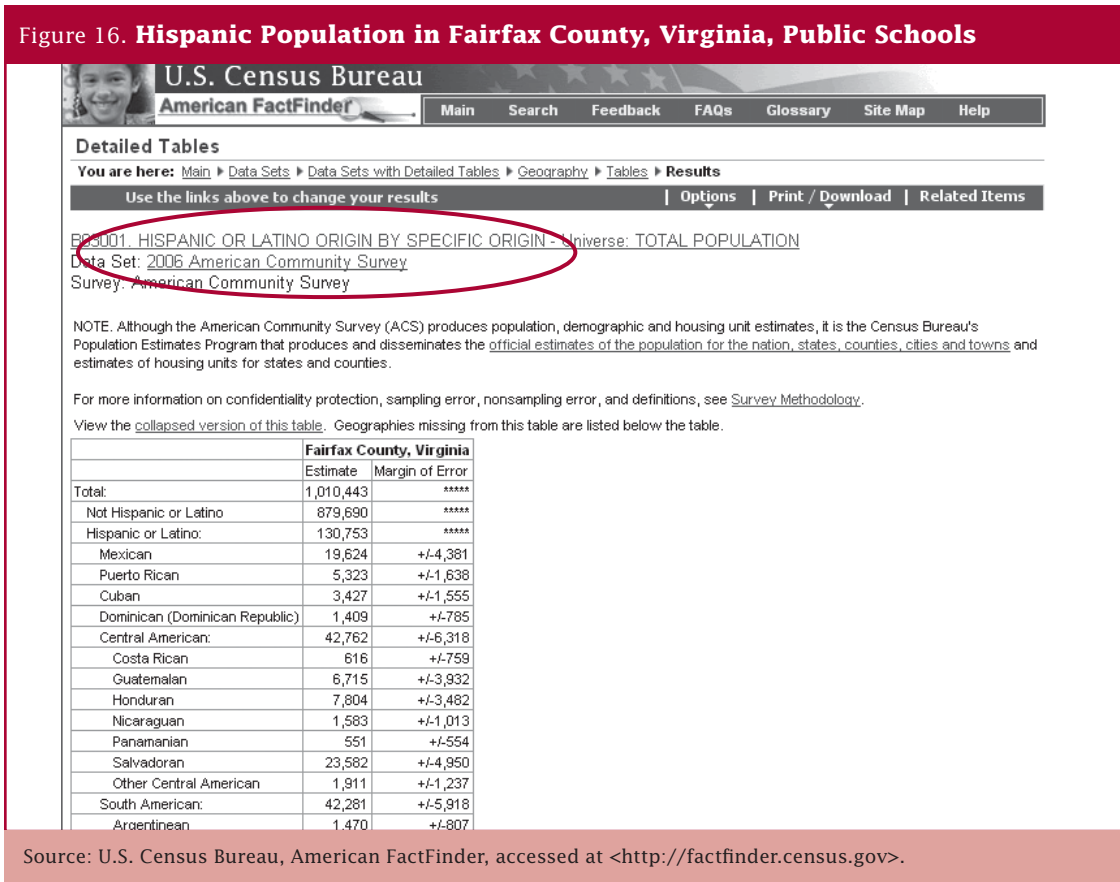 Figure 16. Hispanic Population in Fairfax County, Virginia, Public Schools
U.S. Census Bureau
American FactFinder
Main Search Feedback FAQs Glossary Site Map Help
Detailed Tables
You are here: Main Data Sets Data Sets with Detailed Tables Geography Tables Results
Use the links above to change your results | Options | Print / Download | Related Items
B03001. HISPANIC OR LATINO ORIGIN BY SPECIFIC ORIGIN - Universe: TOTAL POPULATION
Data Set: 2006 American Community Survey
Survey: American Community Survey
NOTE. Although the American Community Survey (ACS) produces population, demographic and housing unit estimates, it is the Census Bureau's
Population Estimates Program that produces and disseminates the official estimates of the population for the nation, states, counties, cities and towns and
estimates of housing units for states and counties.
For more information on confidentiality protection, sampling error, nonsampling error, and definitions, see Survey Methodology.
View the collapsed version of this table. Geographies missing from this table are listed below the table.
Fairfax County, Virginia
Estimate Margin of Error
Total: 1,010,443 *****
Not Hispanic or Latino 879,690 *****
Hispanic or Latino: 130,753 *****
Mexican 19,624 +/-4,381
Puerto Rican 5,323 +/-1,638
Cuban 3,427 +/-1,555
Dominican (Dominican Republic) 1,409 +/-785
Central American: 42,762 +/-6,318
Costa Rican 616 +/-759
Guatemalan 6,715 +/-3,932
Honduran 7,804 +/-3,482
Nicaraguan 1,583 +/-1,013
Panamanian 551 +/-554
Salvadoran 23,582 +/-4,950
Other Central American 1,911 +/-1,237
South American: 42,281 +/-5,918
Argentinean 1,470 +/-807
Source: U.S. Census Bureau, American FactFinder, accessed at <http://factfinder.census.gov>.